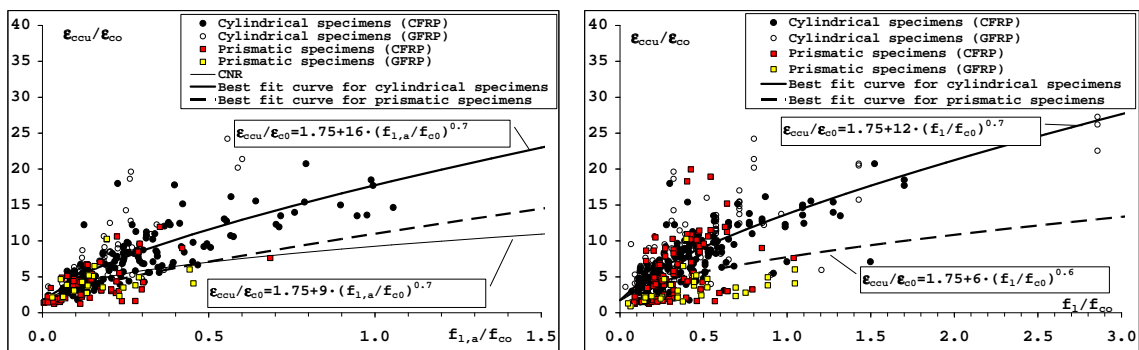 ε_ccu/ε_co
Cylindrical specimens (CFRP)
Cylindrical specimens (GFRP)
Prismatic specimens (CFRP)
Prismatic specimens (GFRP)
CNR
Best fit curve for cylindrical specimens
Best fit curve for prismatic specimens
40
35
30
25
20
15
10
5
0
ε_ccu/ε_c0=1.75+16·(f_1,a/f_c0)^0.7
ε_ccu/ε_c0=1.75+9·(f_1,a/f_c0)^0.7
0.0
0.5
1.0
f_1,a/f_co
1.5
ε_ccu/ε_co
Cylindrical specimens (CFRP)
Cylindrical specimens (GFRP)
Prismatic specimens (CFRP)
Prismatic specimens (GFRP)
Best fit curve for cylindrical specimens
Best fit curve for prismatic specimens
40
35
30
25
20
15
10
5
0
ε_ccu/ε_c0=1.75+12·(f_1/f_c0)^0.7
ε_ccu/ε_c0=1.75+6·(f_1/f_c0)^0.6
f_1/f_co
0.0
0.5
1.0
1.5
2.0
2.5
3.0